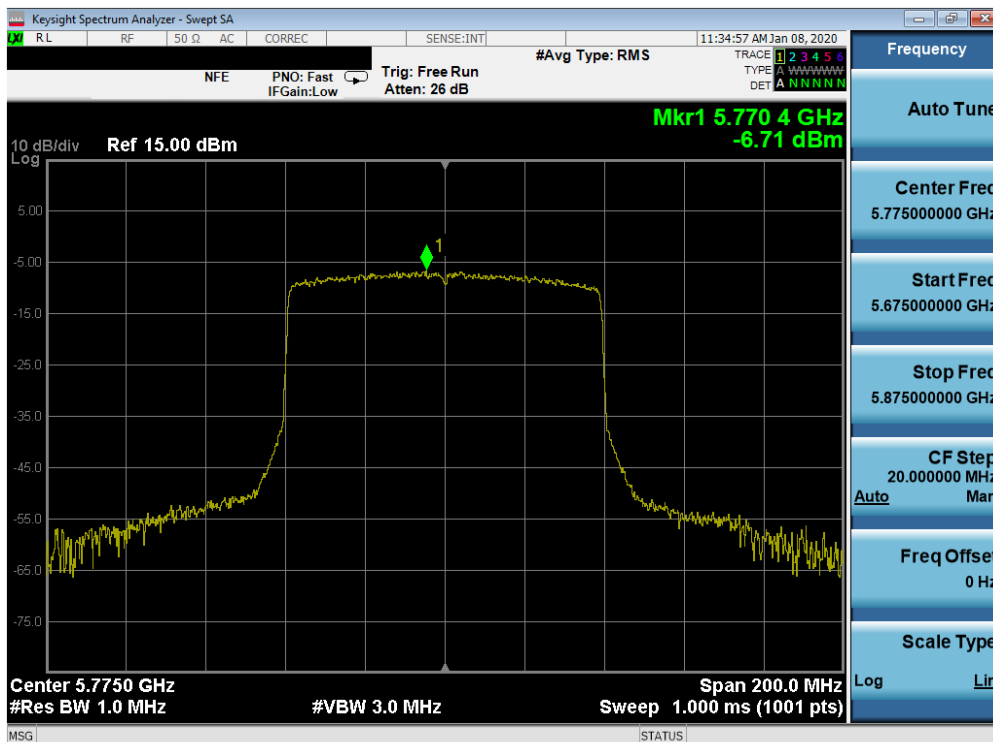 Keysight Spectrum Analyzer - Swept SA
LXI RL RF 50 Ω AC CORREC SENSE:INT 11:34:57 AM Jan 08, 2020
#Avg Type: RMS TRACE 1 2 3 4 5 6
NFE PNO: Fast Trig: Free Run TYPE A WWWWWW
IFGain:Low Atten: 26 dB DET A N N N N N
Mkr1 5.770 4 GHz
-6.71 dBm
10 dB/div Ref 15.00 dBm
Log
5.00
1
-5.00
-15.0
-25.0
-35.0
-45.0
-55.0
-65.0
-75.0
Center 5.7750 GHz Span 200.0 MHz
#Res BW 1.0 MHz #VBW 3.0 MHz Sweep 1.000 ms (1001 pts)
MSG STATUS
Frequency
Auto Tune
Center Freq
5.775000000 GHz
Start Freq
5.675000000 GHz
Stop Freq
5.875000000 GHz
CF Step
20.000000 MHz
Auto Man
Freq Offset
0 Hz
Scale Type
Log Lin